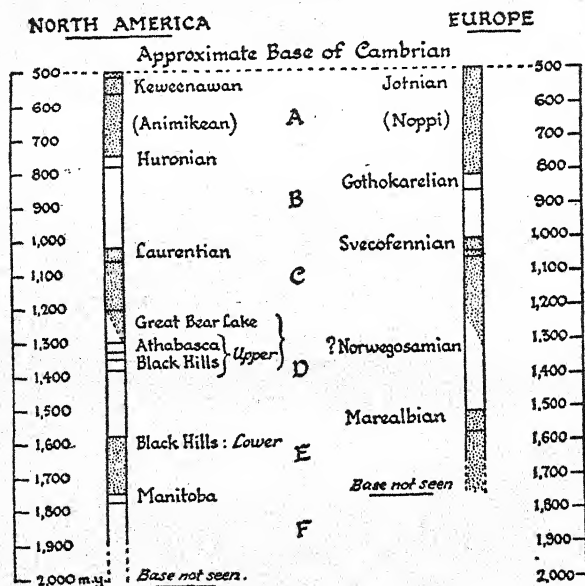 NORTH AMERICA
EUROPE
Approximate Base of Cambrian
500
600
700
800
900
1,000
1,100
1,200
1,300
1,400
1,500
1,600
1,700
1,800
1,900
2,000 m.y.
Keweenawan
(Animikean)
Huronian
Laurentian
Great Bear Lake
Athabasca
Black Hills
Upper
Black Hills: Lower
Manitoba
Base not seen.
A
B
C
D
E
F
Jotnian
(Noppi)
Gothokarelian
Svecofennian
?Norwegosamian
Marealbian
Base not seen
500
600
700
800
900
1,000
1,100
1,200
1,300
1,400
1,500
1,600
1,700
1,800
1,900
2,000